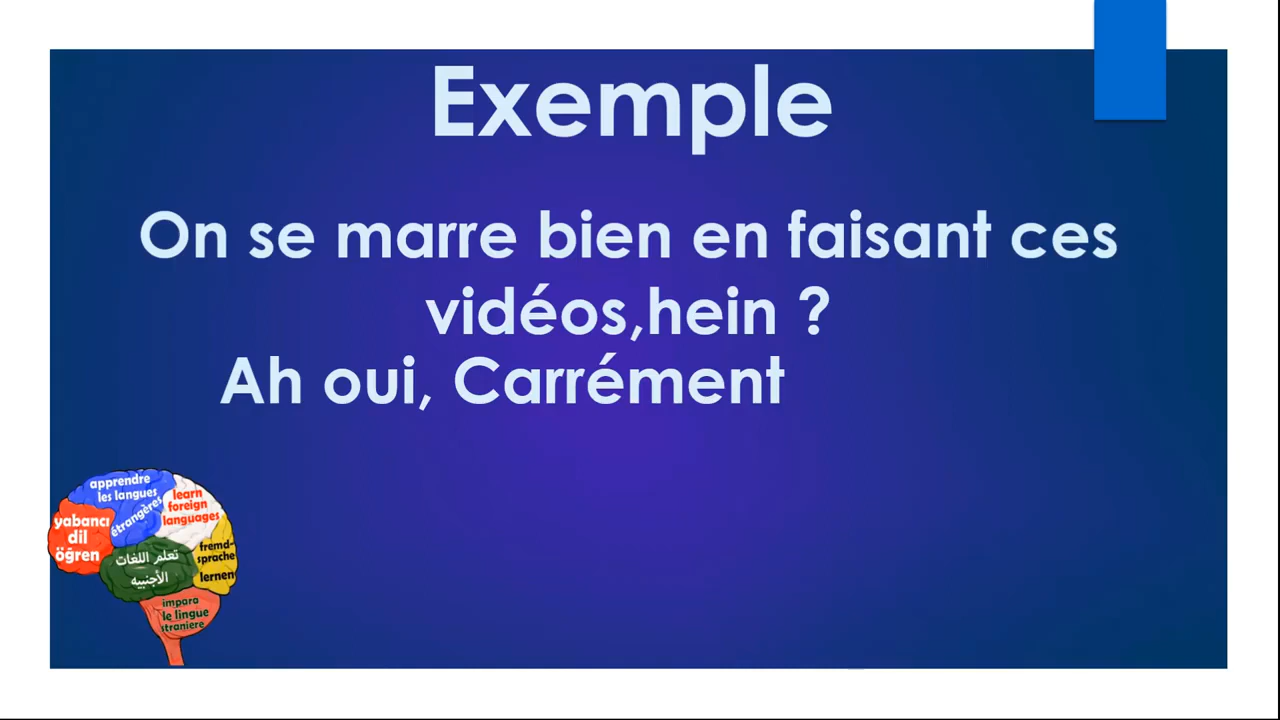 Exemple
On se marre bien en faisant ces
vidéos,hein ?
Ah oui, Carrément
apprendre
les langues
étrangères
learn
foreign
languages
yabancı
dil
öğren
تعلم اللغات
الأجنبيه
fremd-
sprache
lernen
impara
le lingue
straniere